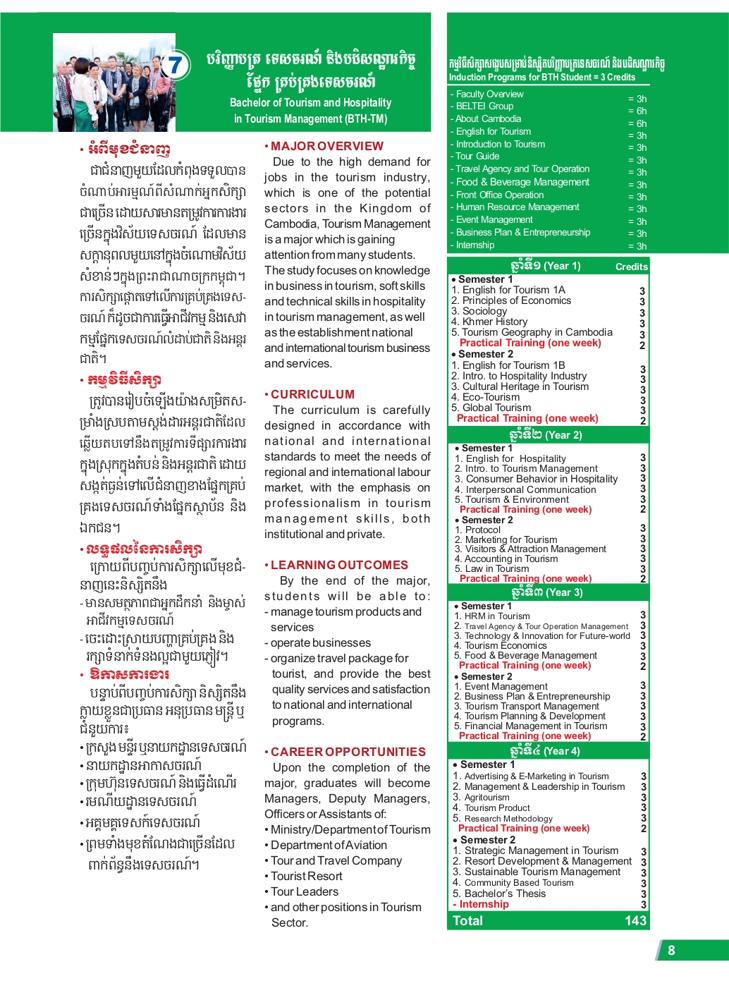 7
បរិញ្ញាបត្រ ទេសចរណ៍ និងបដិសណ្ឋារកិច្ច
ផ្នែក គ្រប់គ្រងទេសចរណ៍
Bachelor of Tourism and Hospitality
in Tourism Management (BTH-TM)
• អំពីមុខជំនាញ
ជាជំនាញមួយដែលកំពុងទទួលបាន
ចំណាប់អារម្មណ៍ពីសំណាក់អ្នកសិក្សា
ជាច្រើន ដោយសារមានតម្រូវការការងារ
ច្រើនក្នុងវិស័យទេសចរណ៍ ដែលមាន
សក្តានុពលមួយនៅក្នុងចំណោមវិស័យ
សំខាន់ៗក្នុងព្រះរាជាណាចក្រកម្ពុជា។
ការសិក្សាផ្តោតទៅលើការគ្រប់គ្រងទេស-
ចរណ៍ ក៏ដូចជាការធ្វើអាជីវកម្ម និងសេវា
កម្មផ្នែកទេសចរណ៍លំដាប់ជាតិ និងអន្តរ
ជាតិ។
• កម្មវិធីសិក្សា
ត្រូវបានរៀបចំឡើងយ៉ាងសម្រិតស-
ម្រាំងស្របតាមស្តង់ដារអន្តរជាតិដែល
ឆ្លើយតបទៅនឹងតម្រូវការទីផ្សារការងារ
ក្នុងស្រុកក្នុងតំបន់ និងអន្តរជាតិ ដោយ
សង្កត់ធ្ងន់ទៅលើជំនាញខាងផ្នែកគ្រប់
គ្រងទេសចរណ៍ទាំងផ្នែកស្ថាប័ន និង
ឯកជន។
• លទ្ធផលនៃការសិក្សា
ក្រោយពីបញ្ចប់ការសិក្សាលើមុខជំ-
នាញនេះនិស្សិតនឹង
- មានសមត្ថភាពជាអ្នកដឹកនាំ និងម្ចាស់
អាជីវកម្មទេសចរណ៍
- ចេះដោះស្រាយបញ្ហាគ្រប់គ្រង និង
រក្សាទំនាក់ទំនងល្អជាមួយភ្ញៀវ។
• ឱកាសការងារ
បន្ទាប់ពីបញ្ចប់ការសិក្សា និស្សិតនឹង
ក្លាយខ្លួនជាប្រធាន អនុប្រធាន មន្ត្រី ឬ
ជំនួយការ៖
• ក្រសួង មន្ទីរ ឬនាយកដ្ឋានទេសចរណ៍
• នាយកដ្ឋានអាកាសចរណ៍
• ក្រុមហ៊ុនទេសចរណ៍ និងធ្វើដំណើរ
• រមណីយដ្ឋានទេសចរណ៍
• អគ្គមគ្គុទេសក៍ទេសចរណ៍
• ព្រមទាំងមុខតំណែងជាច្រើនដែល
ពាក់ព័ន្ធនឹងទេសចរណ៍។
• MAJOR OVERVIEW
Due to the high demand for
jobs in the tourism industry,
which is one of the potential
sectors in the Kingdom of
Cambodia, Tourism Management
is a major which is gaining
attention from many students.
The study focuses on knowledge
in business in tourism, soft skills
and technical skills in hospitality
in tourism management, as well
as the establishment national
and international tourism business
and services.
• CURRICULUM
The curriculum is carefully
designed in accordance with
national and international
standards to meet the needs of
regional and international labour
market, with the emphasis on
professionalism in tourism
management skills, both
institutional and private.
• LEARNING OUTCOMES
By the end of the major,
students will be able to:
- manage tourism products and
services
- operate businesses
- organize travel package for
tourist, and provide the best
quality services and satisfaction
to national and international
programs.
• CAREER OPPORTUNITIES
Upon the completion of the
major, graduates will become
Managers, Deputy Managers,
Officers or Assistants of:
• Ministry/Department of Tourism
• Department of Aviation
• Tour and Travel Company
• Tourist Resort
• Tour Leaders
• and other positions in Tourism
Sector.
កម្មវិធីសិក្សាសង្ខេបសម្រាប់និស្សិតបរិញ្ញាបត្រទេសចរណ៍ និងបដិសណ្ឋារកិច្ច
Induction Programs for BTH Student = 3 Credits
- Faculty Overview = 3h
- BELTEI Group = 6h
- About Cambodia = 6h
- English for Tourism = 3h
- Introduction to Tourism = 3h
- Tour Guide = 3h
- Travel Agency and Tour Operation = 3h
- Food & Beverage Management = 3h
- Front Office Operation = 3h
- Human Resource Management = 3h
- Event Management = 3h
- Business Plan & Entrepreneurship = 3h
- Internship = 3h
ឆ្នាំទី១ (Year 1) Credits
• Semester 1
1. English for Tourism 1A 3
2. Principles of Economics 3
3. Sociology 3
4. Khmer History 3
5. Tourism Geography in Cambodia 3
Practical Training (one week) 2
• Semester 2
1. English for Tourism 1B 3
2. Intro. to Hospitality Industry 3
3. Cultural Heritage in Tourism 3
4. Eco-Tourism 3
5. Global Tourism 3
Practical Training (one week) 2
ឆ្នាំទី២ (Year 2)
• Semester 1
1. English for Hospitality 3
2. Intro. to Tourism Management 3
3. Consumer Behavior in Hospitality 3
4. Interpersonal Communication 3
5. Tourism & Environment 3
Practical Training (one week) 2
• Semester 2
1. Protocol 3
2. Marketing for Tourism 3
3. Visitors & Attraction Management 3
4. Accounting in Tourism 3
5. Law in Tourism 3
Practical Training (one week) 2
ឆ្នាំទី៣ (Year 3)
• Semester 1
1. HRM in Tourism 3
2. Travel Agency & Tour Operation Management 3
3. Technology & Innovation for Future-world 3
4. Tourism Economics 3
5. Food & Beverage Management 3
Practical Training (one week) 2
• Semester 2
1. Event Management 3
2. Business Plan & Entrepreneurship 3
3. Tourism Transport Management 3
4. Tourism Planning & Development 3
5. Financial Management in Tourism 3
Practical Training (one week) 2
ឆ្នាំទី៤ (Year 4)
• Semester 1
1. Advertising & E-Marketing in Tourism 3
2. Management & Leadership in Tourism 3
3. Agritourism 3
4. Tourism Product 3
5. Research Methodology 3
Practical Training (one week) 2
• Semester 2
1. Strategic Management in Tourism 3
2. Resort Development & Management 3
3. Sustainable Tourism Management 3
4. Community Based Tourism 3
5. Bachelor's Thesis 3
- Internship 3
Total 143
8